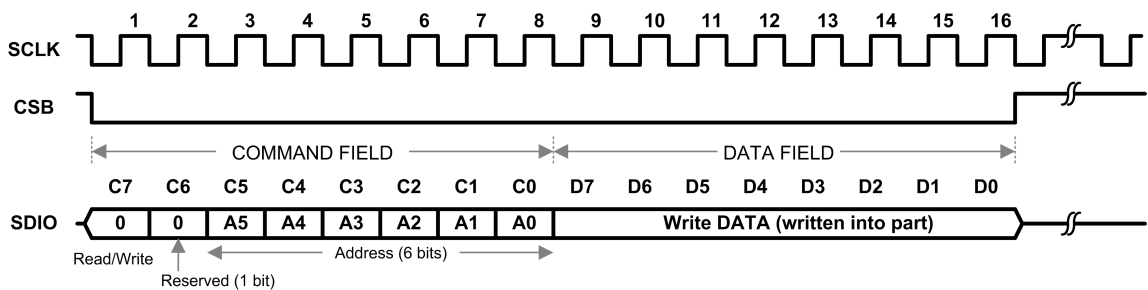 1 2 3 4 5 6 7 8 9 10 11 12 13 14 15 16
SCLK
CSB
COMMAND FIELD DATA FIELD
C7 C6 C5 C4 C3 C2 C1 C0 D7 D6 D5 D4 D3 D2 D1 D0
SDIO 0 0 A5 A4 A3 A2 A1 A0 Write DATA (written into part)
Read/Write Address (6 bits)
Reserved (1 bit)